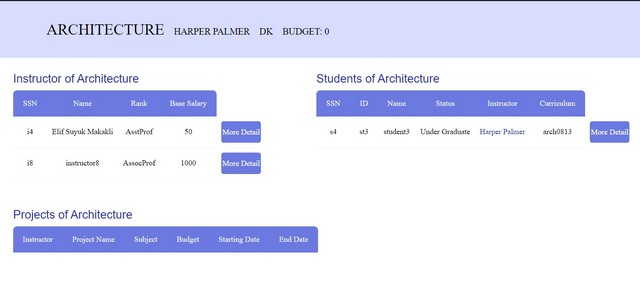 ARCHITECTURE HARPER PALMER DK BUDGET: 0
Instructor of Architecture
SSN Name Rank Base Salary
i4 Elif Suyuk Makakli AsstProf 50 More Detail
i8 instructor8 AssocProf 1000 More Detail
Students of Architecture
SSN ID Name Status Instructor Curriculum
s4 st3 student3 Under Graduate Harper Palmer arch0813 More Detail
Projects of Architecture
Instructor Project Name Subject Budget Starting Date End Date